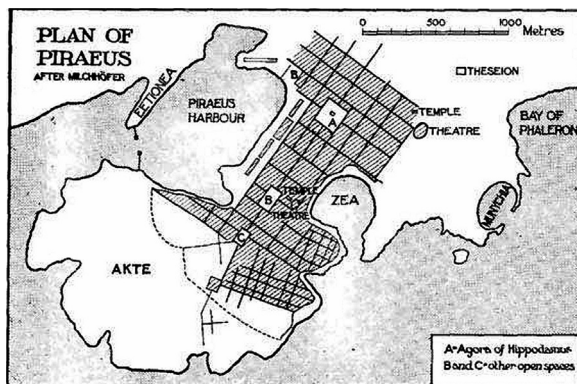 PLAN OF
PIRAEUS
AFTER MILCHHÖFER
0 500 1000
Metres
EETIONEA
PIRAEUS
HARBOUR
B
A
THESEION
TEMPLE
THEATRE
BAY OF
PHALERON
MUNYCHIA
ZEA
B
TEMPLE
THEATRE
C
AKTE
A=Agora of Hippodamus
B and C=other open spaces